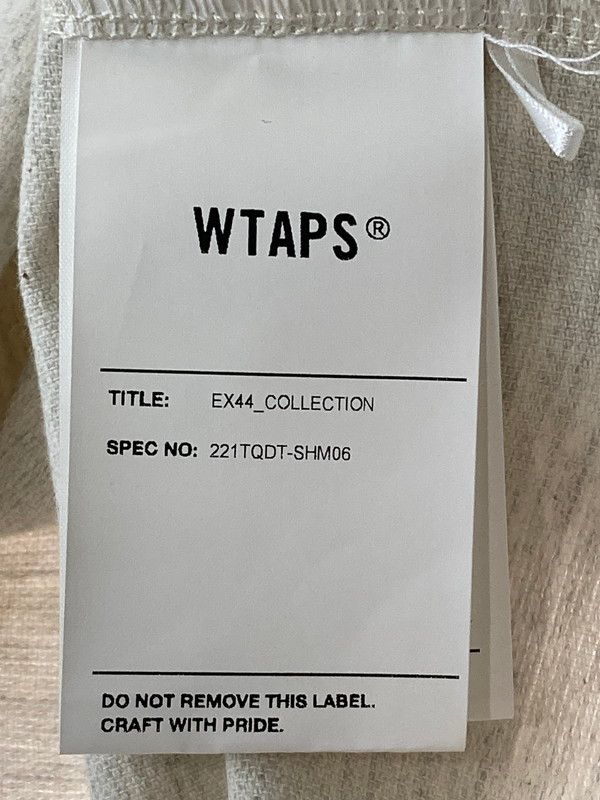 WTAPS®
TITLE: EX44_COLLECTION
SPEC NO: 221TQDT-SHM06
DO NOT REMOVE THIS LABEL.
CRAFT WITH PRIDE.